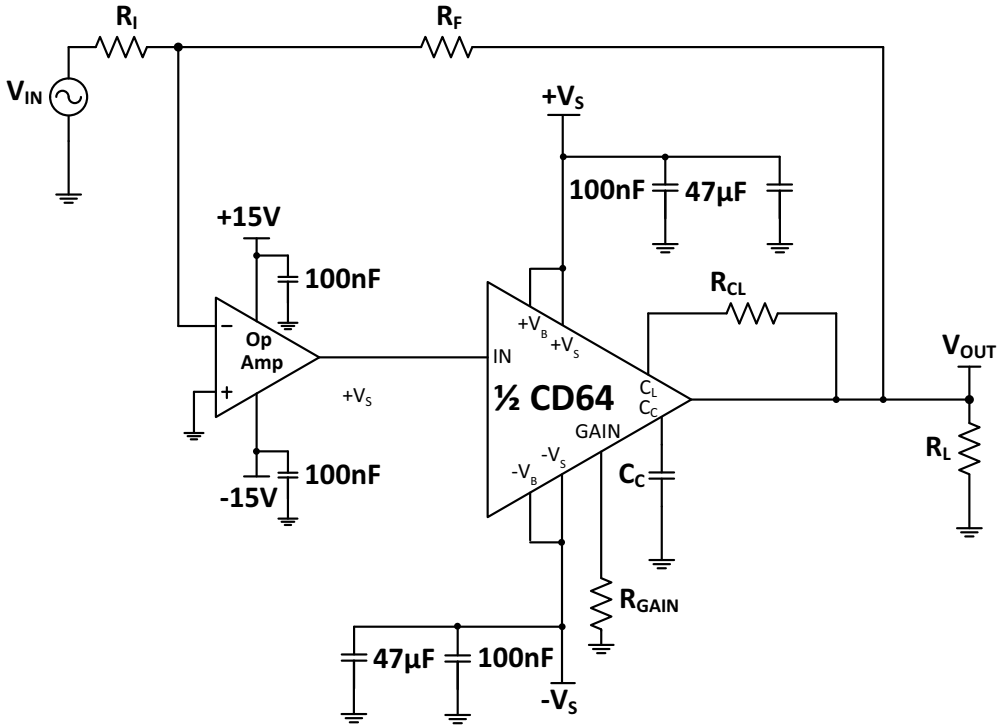 R_I
R_F
V_IN
+V_S
100nF
47µF
+15V
100nF
R_CL
Op
Amp
−
+
+V_B
+V_S
IN
V_OUT
+V_S
½ CD64
C_L
C_C
GAIN
-V_S
-V_B
R_L
-15V
100nF
C_C
R_GAIN
47µF
100nF
-V_S